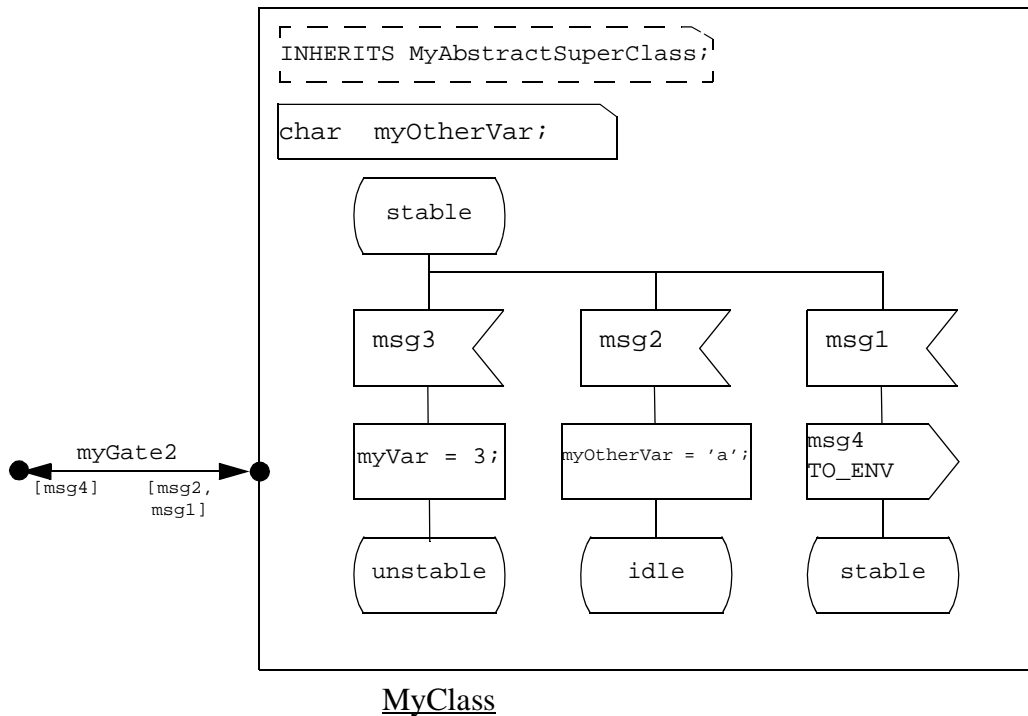 INHERITS MyAbstractSuperClass;
char  myOtherVar;
stable
msg3
msg2
msg1
myVar = 3;
myOtherVar = ’a’;
msg4
TO_ENV
myGate2
[msg4]
[msg2,
msg1]
unstable
idle
stable
MyClass